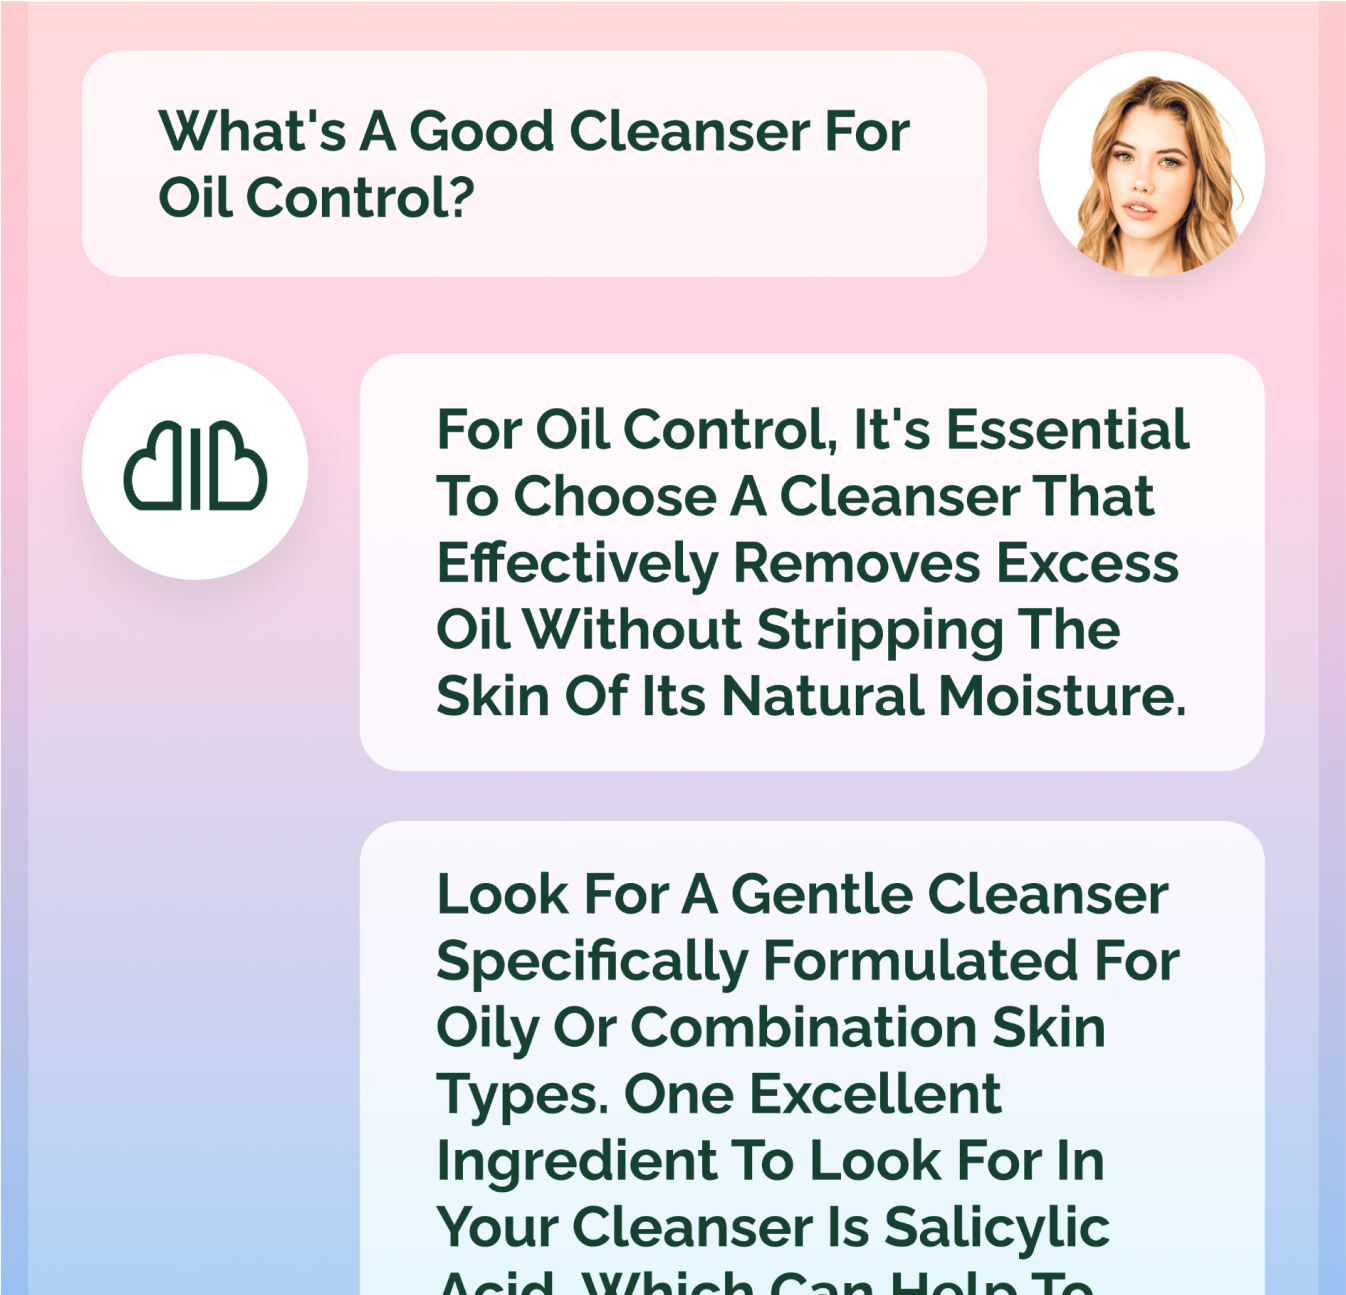 What's A Good Cleanser For
Oil Control?
For Oil Control, It's Essential
To Choose A Cleanser That
Effectively Removes Excess
Oil Without Stripping The
Skin Of Its Natural Moisture.
Look For A Gentle Cleanser
Specifically Formulated For
Oily Or Combination Skin
Types. One Excellent
Ingredient To Look For In
Your Cleanser Is Salicylic
Acid, Which Can Help To